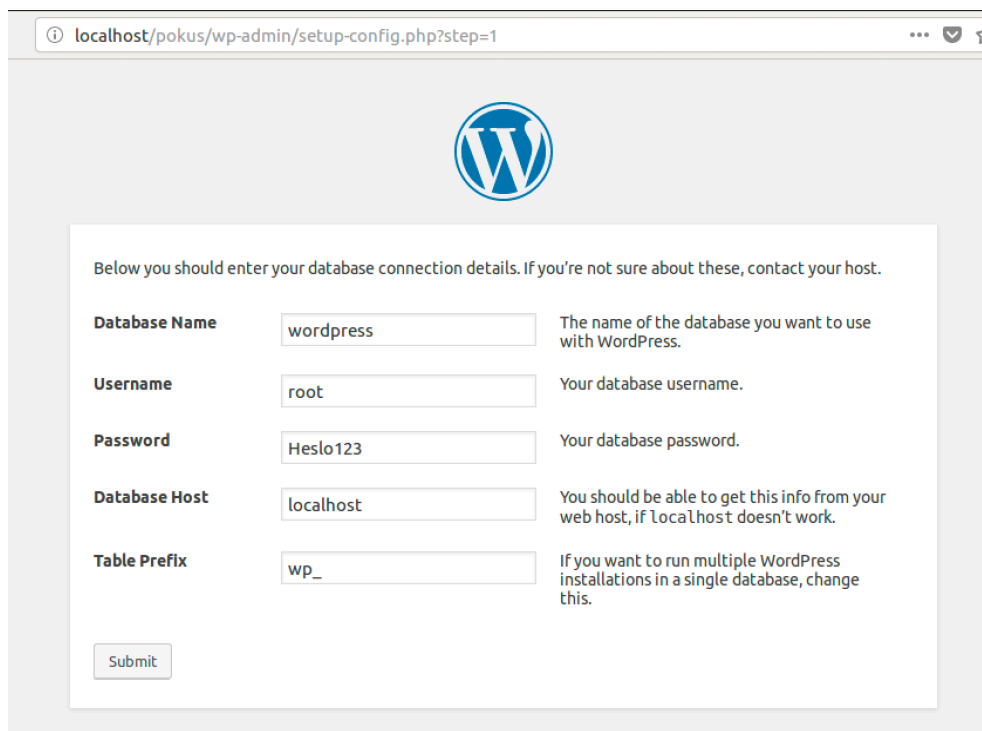 localhost/pokus/wp-admin/setup-config.php?step=1
W
Below you should enter your database connection details. If you’re not sure about these, contact your host.
Database Name
wordpress
The name of the database you want to use
with WordPress.
Username
root
Your database username.
Password
Heslo123
Your database password.
Database Host
localhost
You should be able to get this info from your
web host, if localhost doesn’t work.
Table Prefix
wp_
If you want to run multiple WordPress
installations in a single database, change
this.
Submit